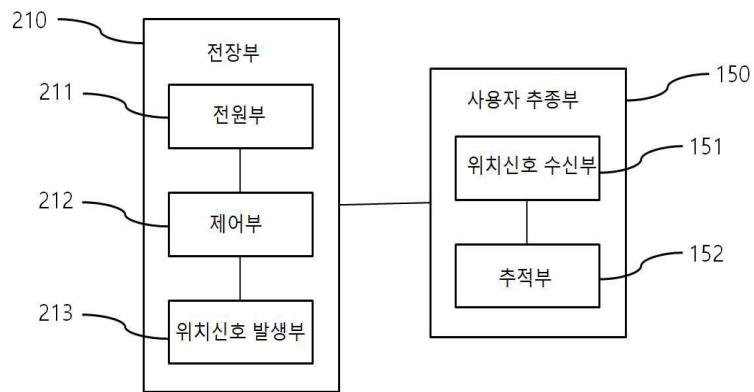 210
전장부
211
전원부
212
제어부
213
위치신호 발생부
사용자 추종부
150
위치신호 수신부
151
추적부
152